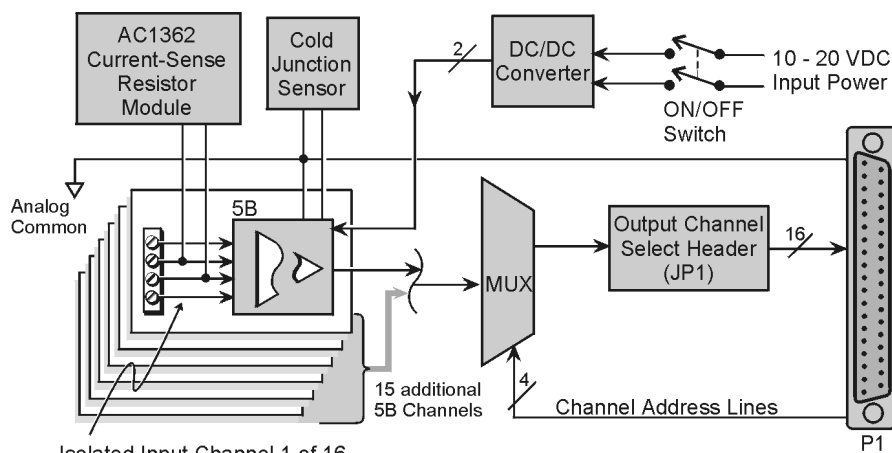 AC1362
Current-Sense
Resistor
Module
Cold
Junction
Sensor
2
DC/DC
Converter
10 - 20 VDC
Input Power
ON/OFF
Switch
Analog
Common
5B
MUX
Output Channel
Select Header
(JP1)
16
15 additional
5B Channels
4
Channel Address Lines
P1
Isolated Input Channel 1 of 16